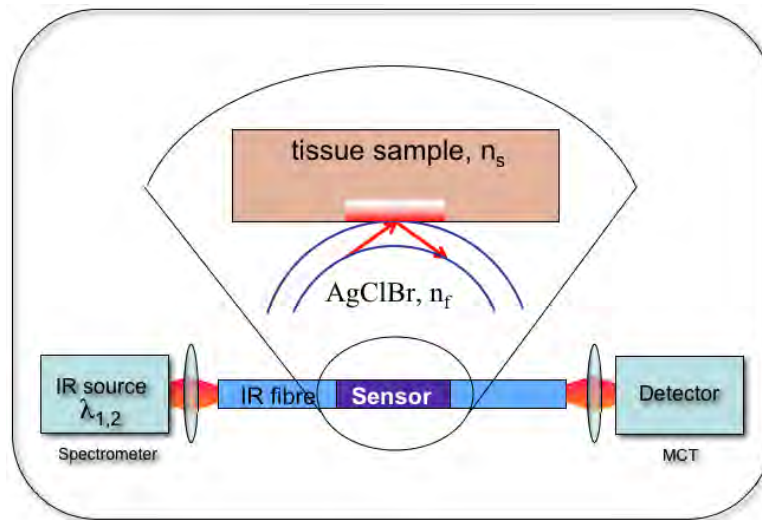 tissue sample, nₛ
AgClBr, n_f
IR source
λ₁,₂
IR fibre
Sensor
Detector
Spectrometer
MCT